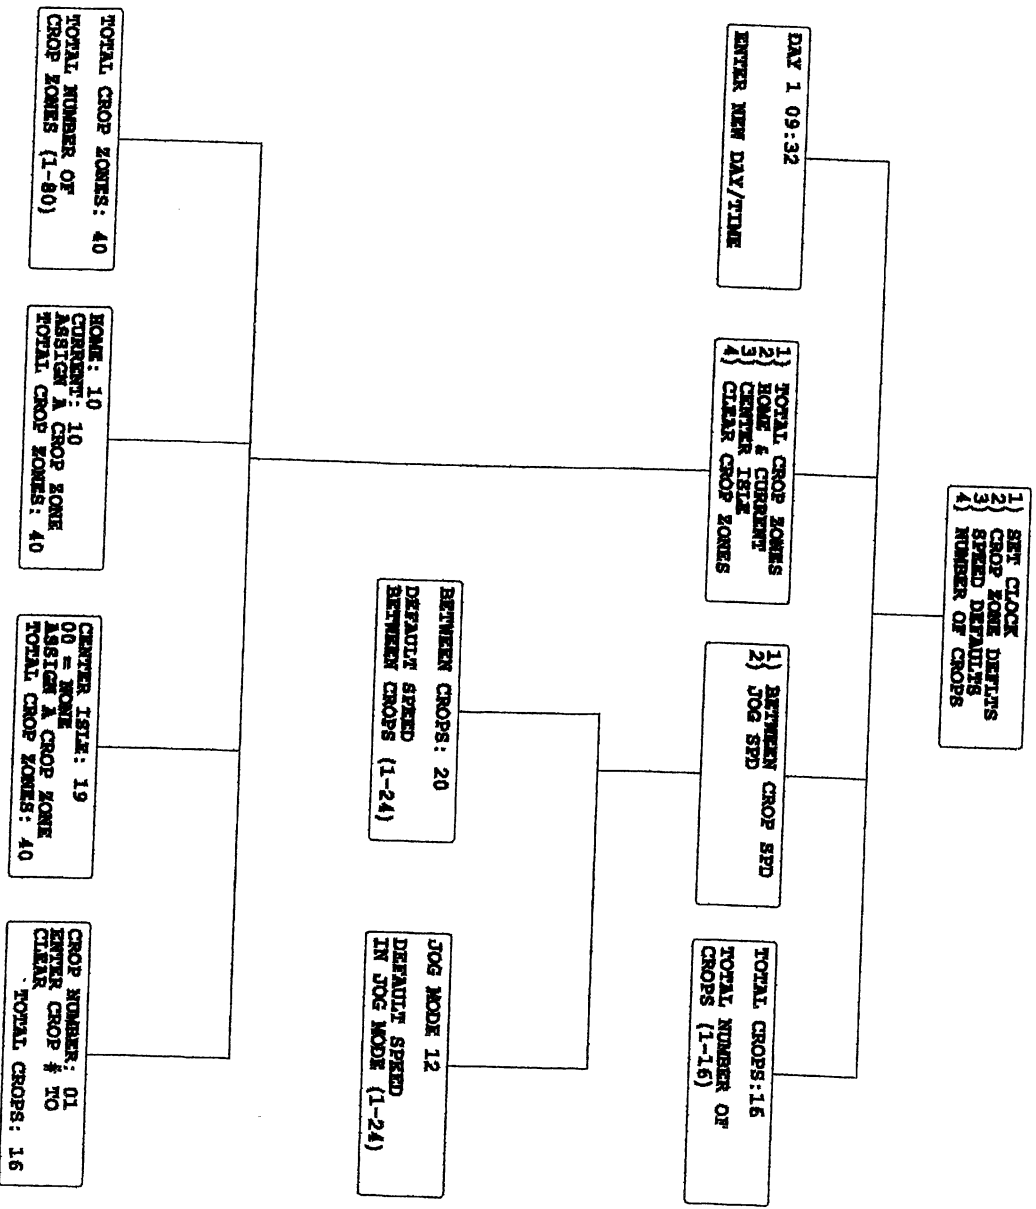 1) SET CLOCK
2) CROP ZONE DEFLTS
3) SPEED DEFAULTS
4) NUMBER OF CROPS
DAY 1 09:32
ENTER NEW DAY/TIME
1) TOTAL CROP ZONES
2) HOME & CURRENT
3) CENTER ISLE
4) CLEAR CROP ZONES
1) BETWEEN CROP SPD
2) JOG SPD
TOTAL CROPS:16
TOTAL NUMBER OF
CROPS (1-16)
BETWEEN CROPS: 20
DEFAULT SPEED
BETWEEN CROPS (1-24)
JOG MODE 12
DEFAULT SPEED
IN JOG MODE (1-24)
TOTAL CROP ZONES: 40
TOTAL NUMBER OF
CROP ZONES (1-80)
HOME: 10
CURRENT: 10
ASSIGN A CROP ZONE
TOTAL CROP ZONES: 40
CENTER ISLE: 19
00 = NONE
ASSIGN A CROP ZONE
TOTAL CROP ZONES: 40
CROP NUMBER: 01
ENTER CROP # TO
CLEAR
TOTAL CROPS: 16